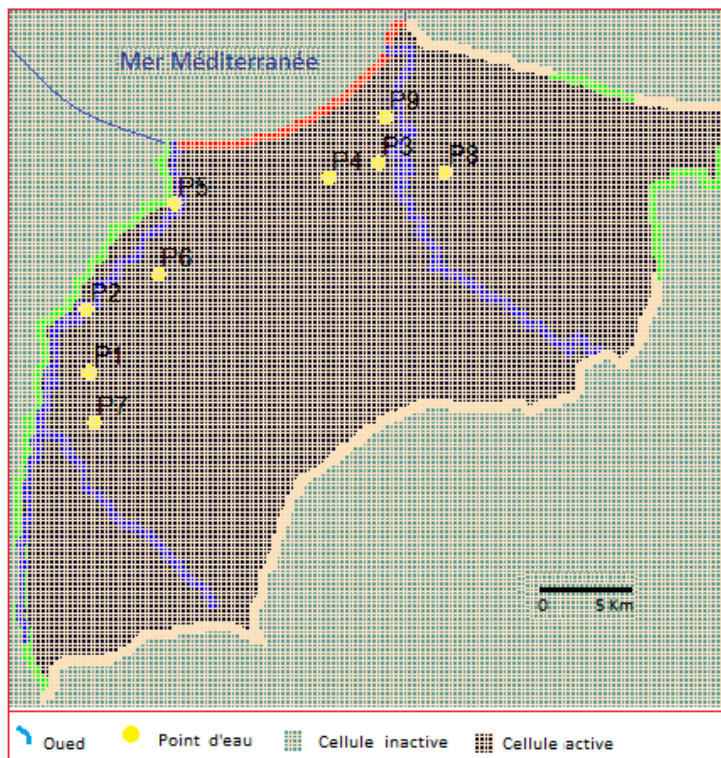 Mer Méditerranée
P9
P4
P3
P8
P5
P6
P2
P1
P7
0 5 Km
Oued Point d'eau Cellule inactive Cellule active